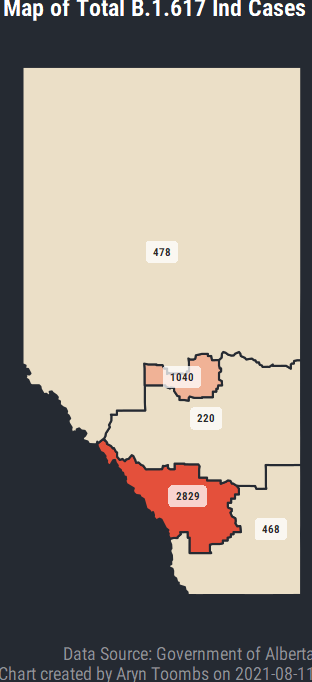 Map of Total B.1.617 Ind Cases
478
1040
220
2829
468
Data Source: Government of Alberta
Chart created by Aryn Toombs on 2021-08-11